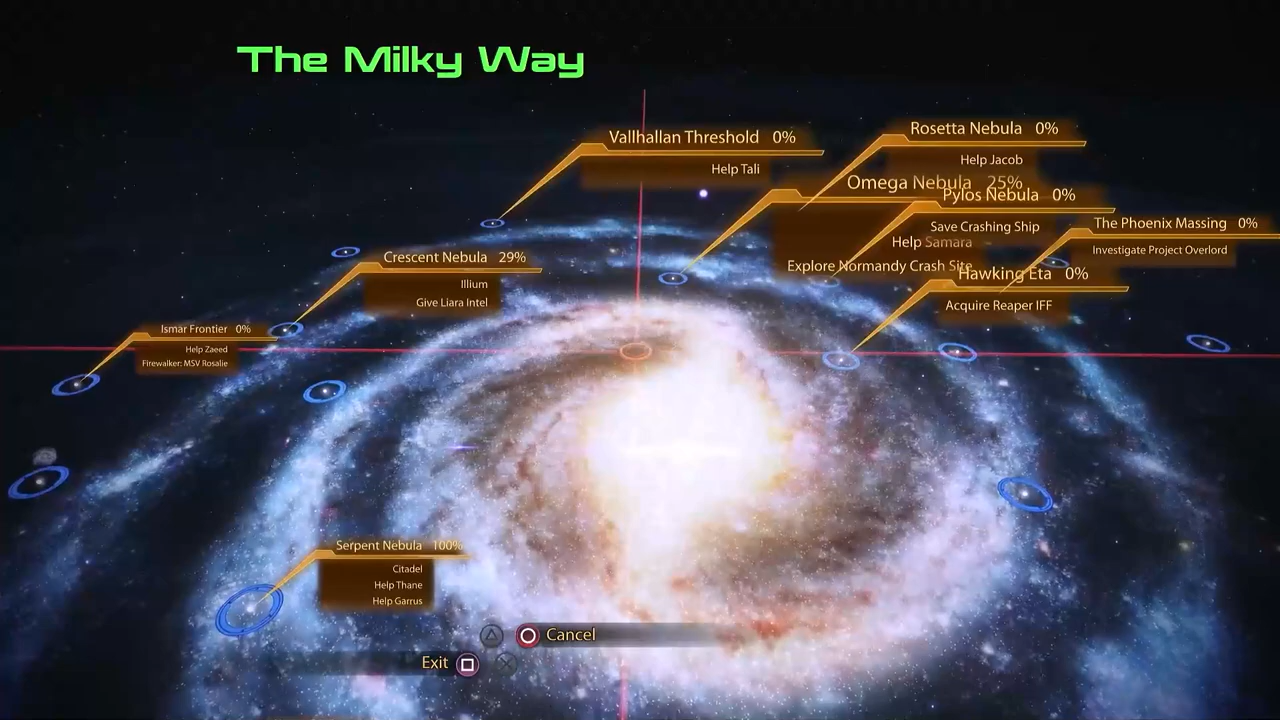 The Milky Way
Rosetta Nebula 0%
Help Jacob
Vallhallan Threshold 0%
Help Tali
Omega Nebula 25%
Help Samara
Explore Normandy Crash Site
Pylos Nebula 0%
Save Crashing Ship
The Phoenix Massing 0%
Investigate Project Overlord
Crescent Nebula 29%
Illium
Give Liara Intel
Hawking Eta 0%
Acquire Reaper IFF
Ismar Frontier 0%
Help Zaeed
Firewalker: MSV Rosalie
Serpent Nebula 100%
Citadel
Help Thane
Help Garrus
Cancel
Exit